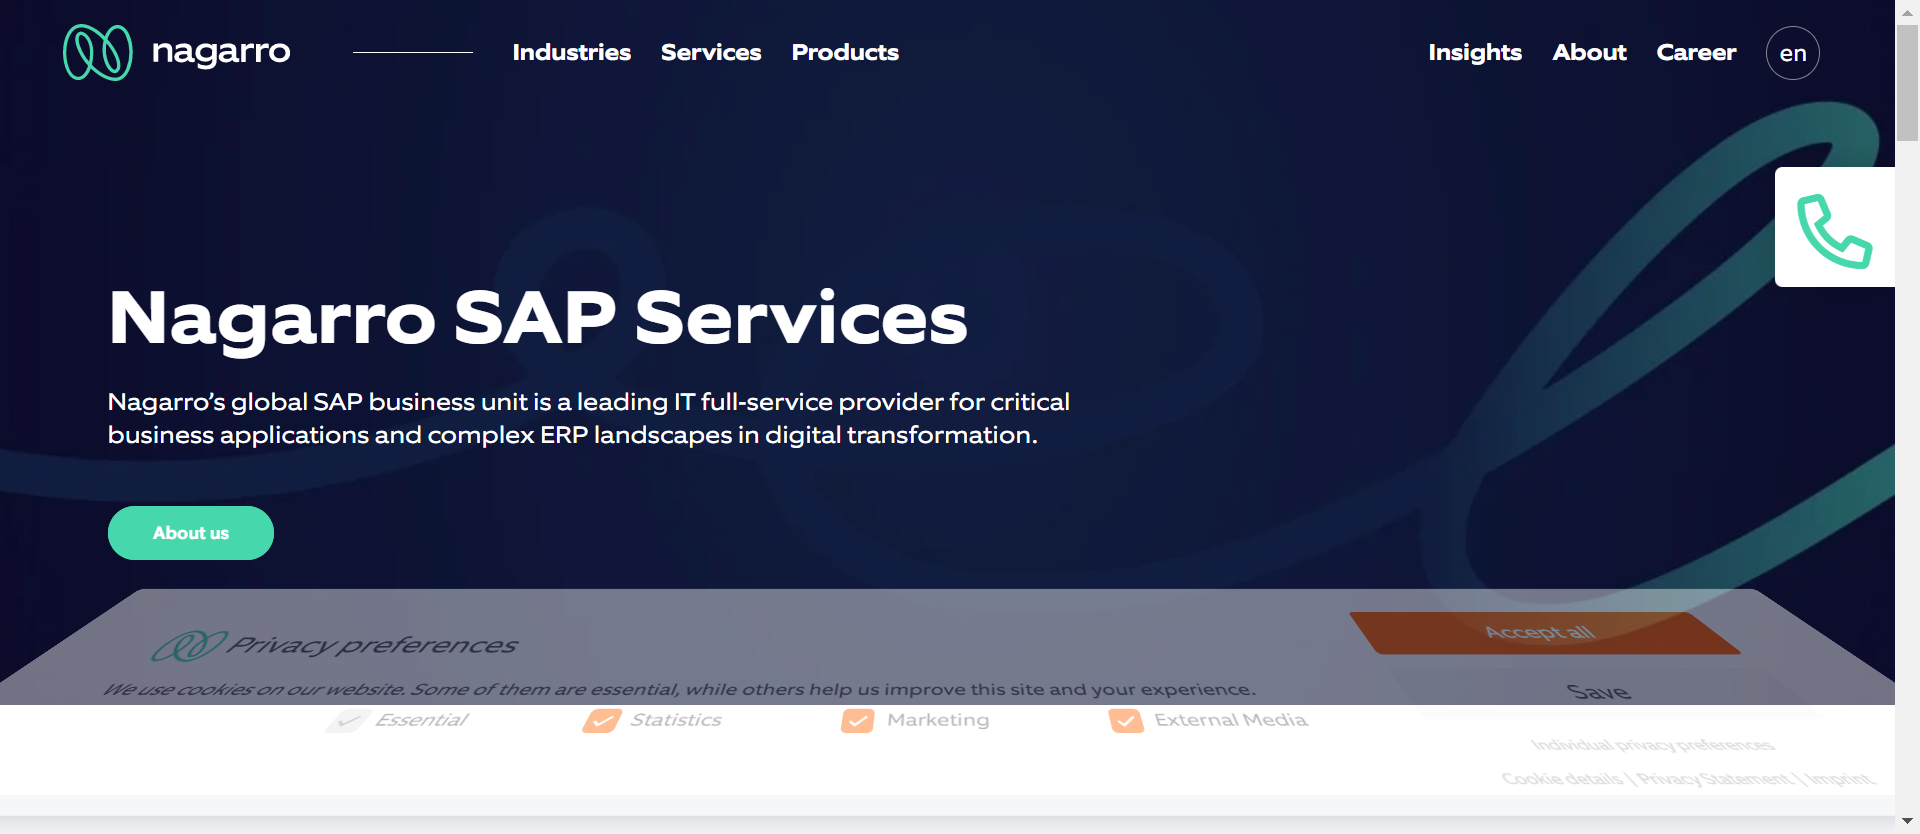 nagarro
Industries Services Products
Insights About Career en
Nagarro SAP Services
Nagarro’s global SAP business unit is a leading IT full-service provider for critical
business applications and complex ERP landscapes in digital transformation.
About us
Privacy preferences
We use cookies on our website. Some of them are essential, while others help us improve this site and your experience.
Essential Statistics Marketing External Media
Accept all
Save
Individual privacy preferences
Cookie details | Privacy Statement | Imprint